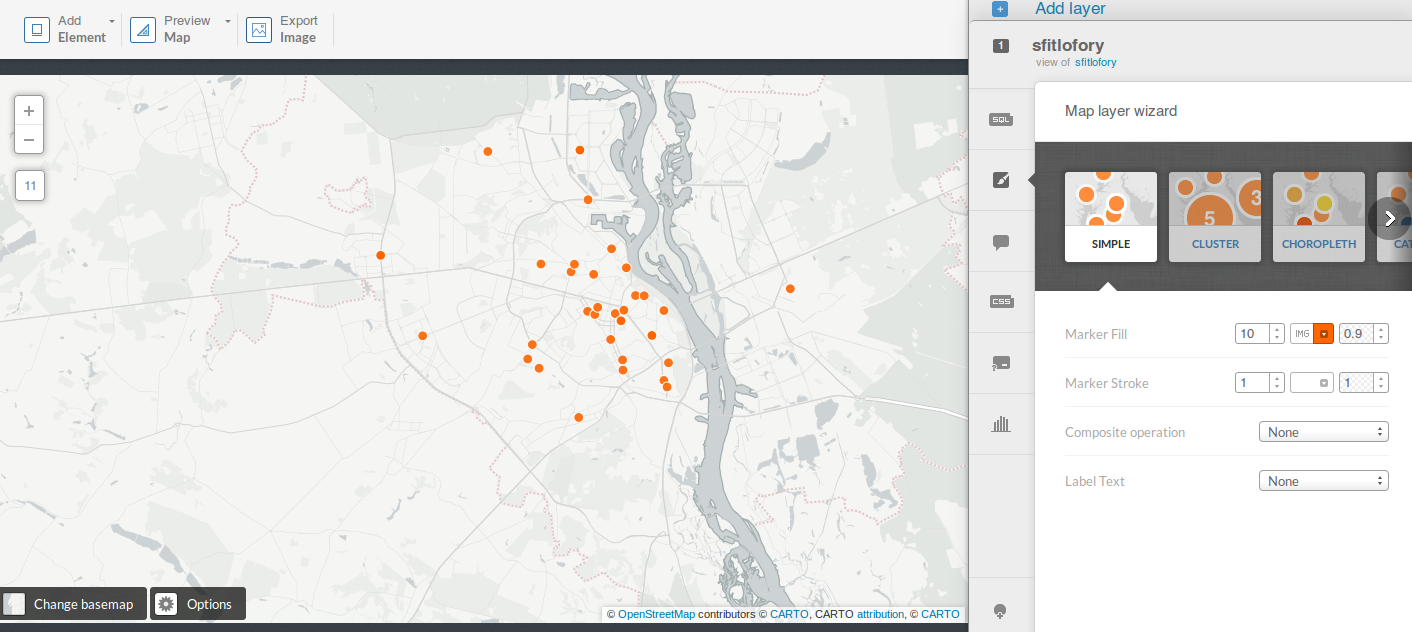 Add
Element
Preview
Map
Export
Image
Add layer
1
sfitlofory
view of sfitlofory
SQL
Map layer wizard
+
−
11
5
3
SIMPLE
CLUSTER
CHOROPLETH
CAT
CSS
Marker Fill
10
IMG
0.9
Marker Stroke
1
1
Composite operation
None
Label Text
None
Change basemap
Options
© OpenStreetMap contributors © CARTO, CARTO attribution, © CARTO